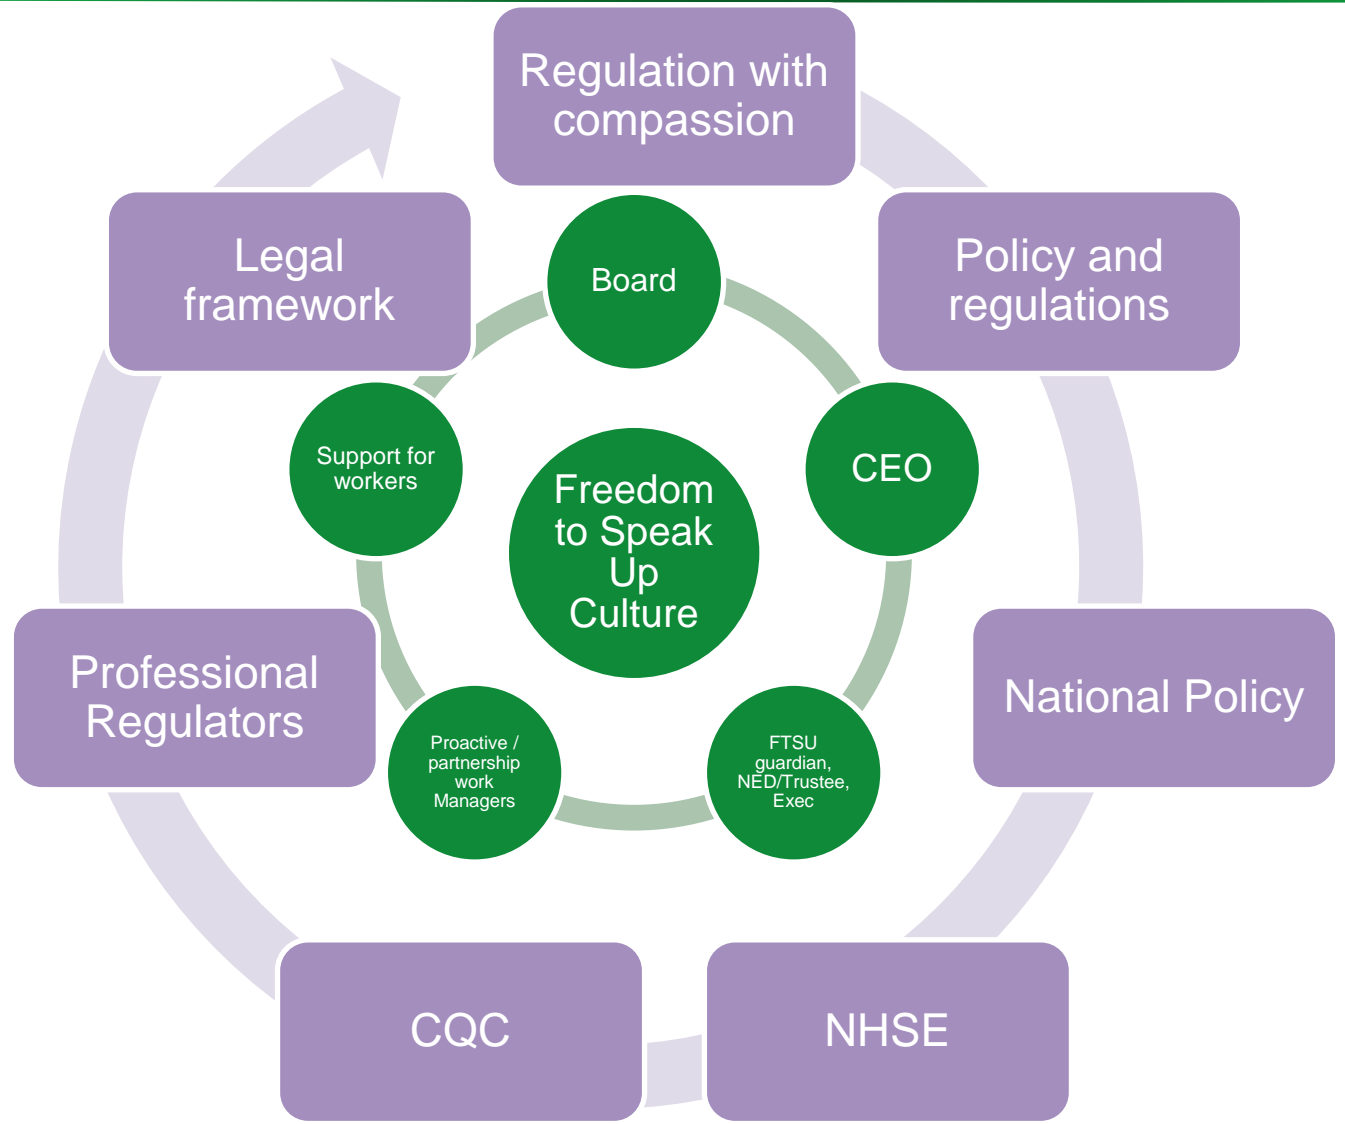 Regulation with
compassion
Policy and
regulations
National Policy
NHSE
CQC
Professional
Regulators
Legal
framework
Board
CEO
FTSU
guardian,
NED/Trustee,
Exec
Proactive /
partnership
work
Managers
Support for
workers
Freedom
to Speak
Up
Culture